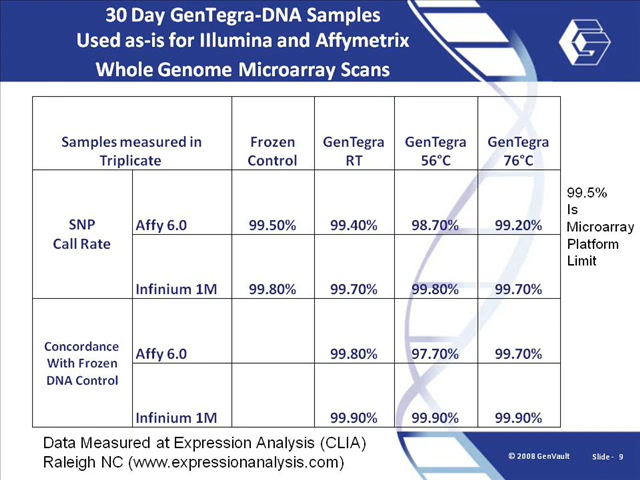 30 Day GenTegra-DNA Samples
Used as-is for Illumina and Affymetrix
Whole Genome Microarray Scans
Samples measured in
Triplicate
Frozen
Control
GenTegra
RT
GenTegra
56°C
GenTegra
76°C
SNP
Call Rate
Affy 6.0 99.50% 99.40% 98.70% 99.20%
Infinium 1M 99.80% 99.70% 99.80% 99.70%
Concordance
With Frozen
DNA Control
Affy 6.0 99.80% 97.70% 99.70%
Infinium 1M 99.90% 99.90% 99.90%
99.5%
Is
Microarray
Platform
Limit
Data Measured at Expression Analysis (CLIA)
Raleigh NC (www.expressionanalysis.com)
© 2008 GenVault Slide - 9